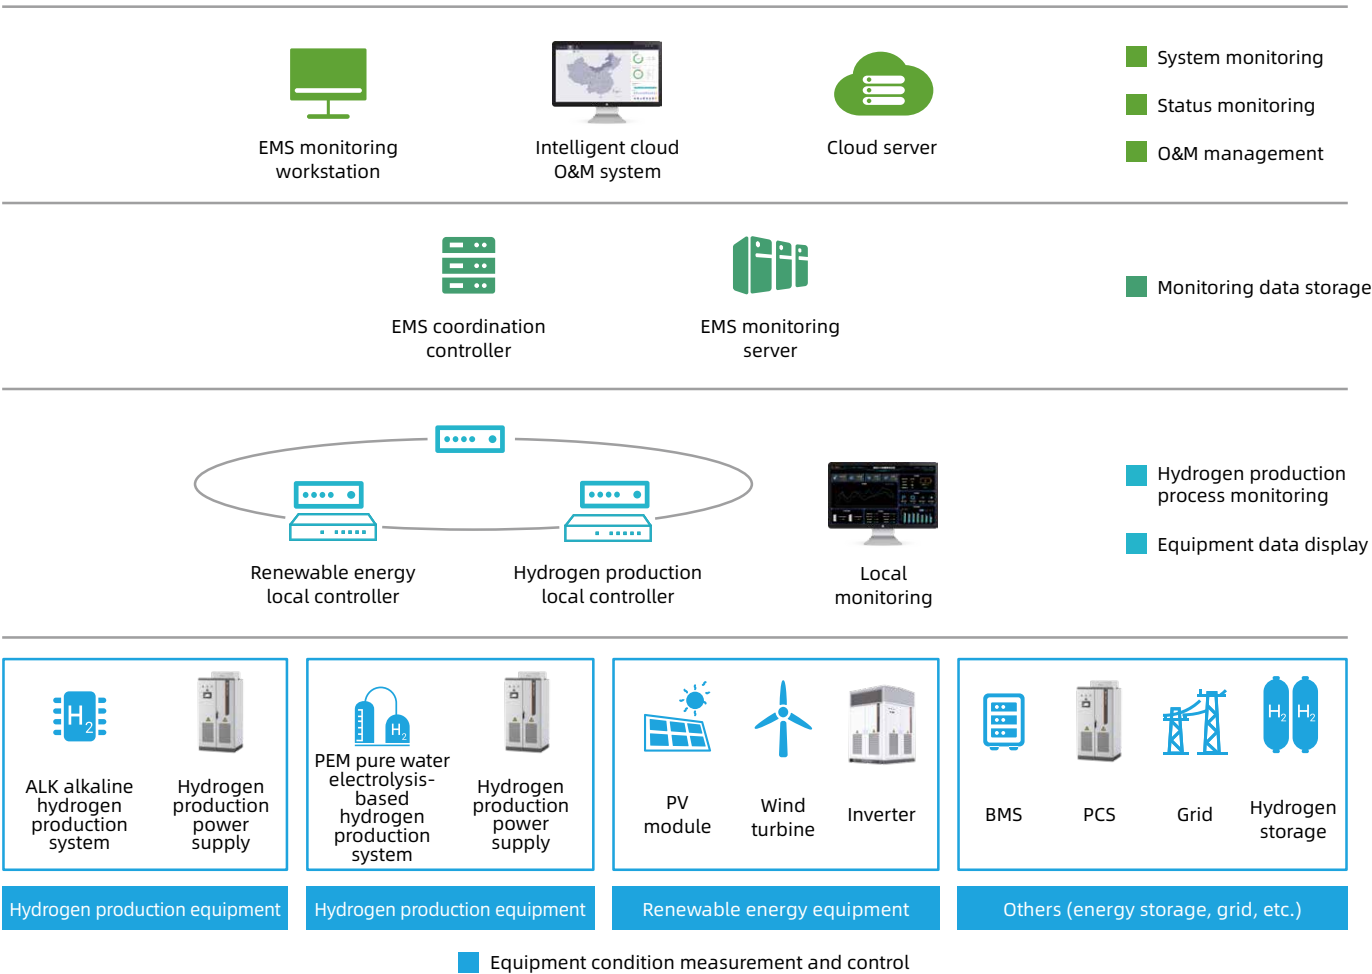 EMS monitoring
workstation
Intelligent cloud
O&M system
Cloud server
System monitoring
Status monitoring
O&M management
EMS coordination
controller
EMS monitoring
server
Monitoring data storage
Renewable energy
local controller
Hydrogen production
local controller
Local
monitoring
Hydrogen production
process monitoring
Equipment data display
H2
ALK alkaline
hydrogen
production
system
Hydrogen
production
power
supply
H2
PEM pure water
electrolysis-
based
hydrogen
production
system
Hydrogen
production
power
supply
PV
module
Wind
turbine
Inverter
BMS
PCS
Grid
H2 H2
Hydrogen
storage
Hydrogen production equipment
Hydrogen production equipment
Renewable energy equipment
Others (energy storage, grid, etc.)
Equipment condition measurement and control